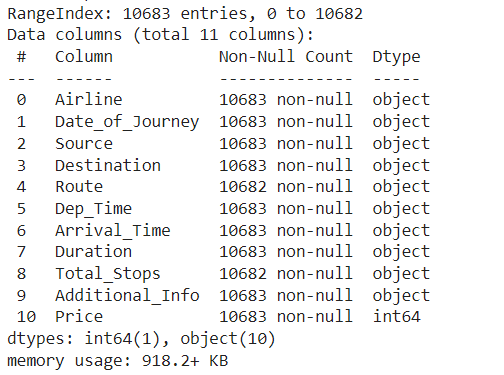 RangeIndex: 10683 entries, 0 to 10682
Data columns (total 11 columns):
 #   Column           Non-Null Count  Dtype
---  ------           --------------  -----
 0   Airline          10683 non-null  object
 1   Date_of_Journey  10683 non-null  object
 2   Source           10683 non-null  object
 3   Destination      10683 non-null  object
 4   Route            10682 non-null  object
 5   Dep_Time         10683 non-null  object
 6   Arrival_Time     10683 non-null  object
 7   Duration         10683 non-null  object
 8   Total_Stops      10682 non-null  object
 9   Additional_Info  10683 non-null  object
 10  Price            10683 non-null  int64
dtypes: int64(1), object(10)
memory usage: 918.2+ KB